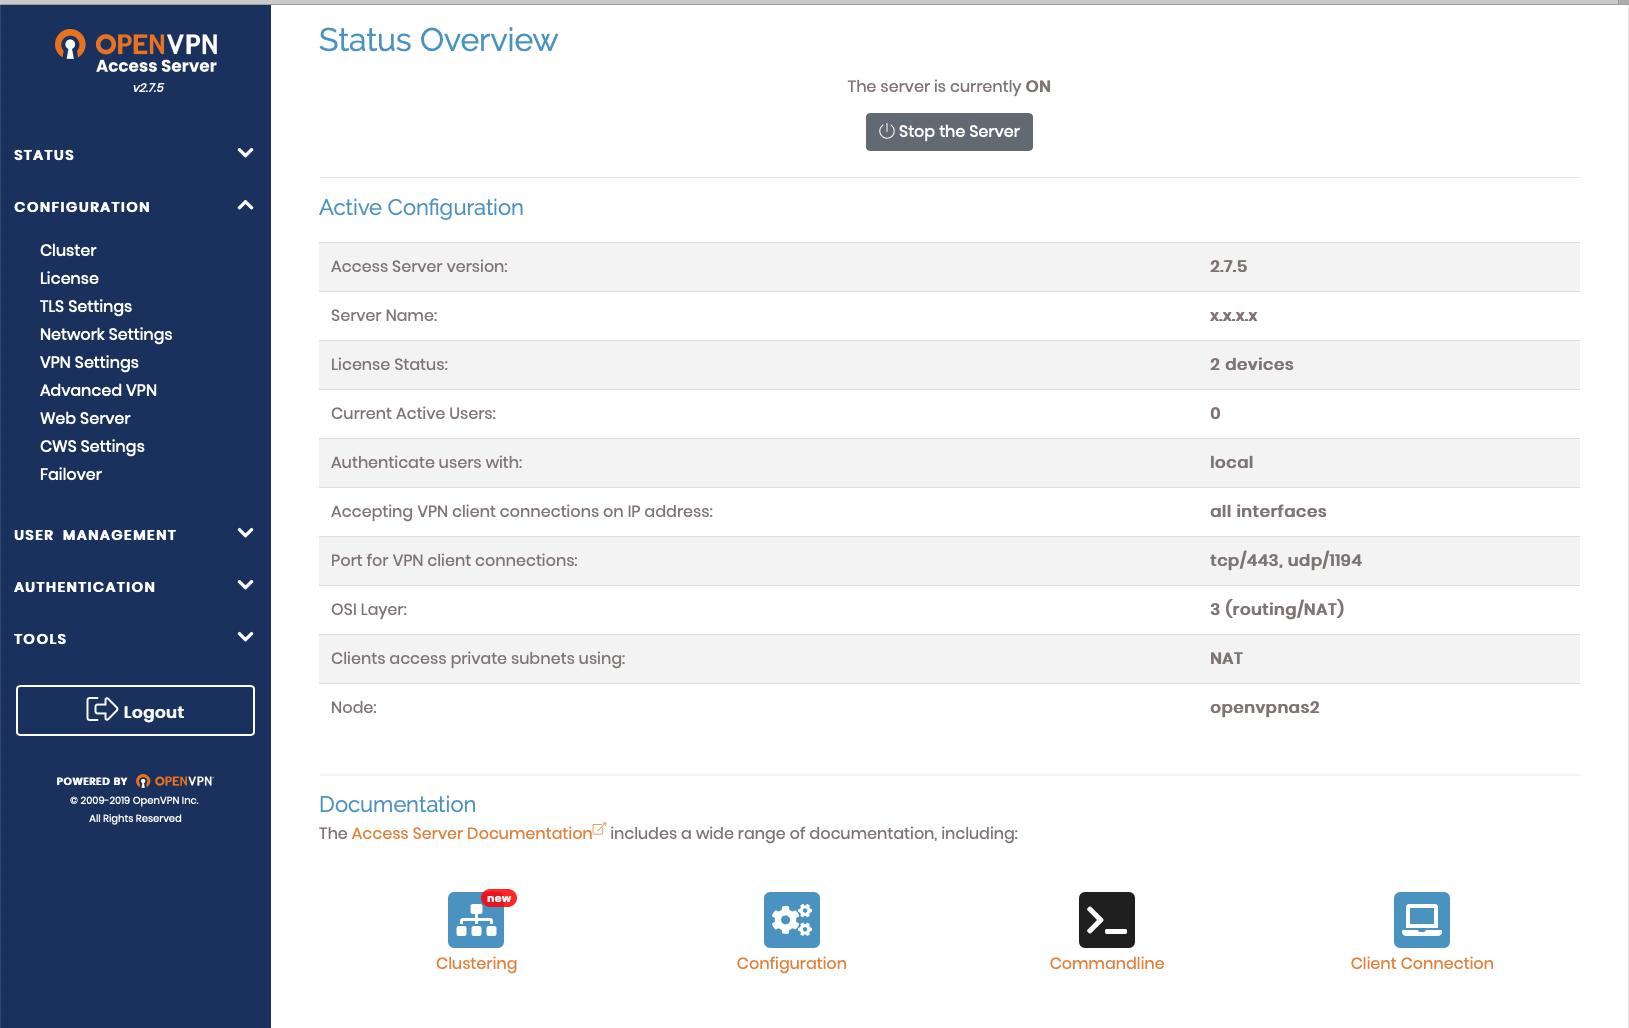 OPENVPN
Access Server
v2.7.5
STATUS
CONFIGURATION
Cluster
License
TLS Settings
Network Settings
VPN Settings
Advanced VPN
Web Server
CWS Settings
Failover
USER MANAGEMENT
AUTHENTICATION
TOOLS
Logout
POWERED BY OPENVPN
© 2009-2019 OpenVPN Inc.
All Rights Reserved
Status Overview
The server is currently ON
Stop the Server
Active Configuration
Access Server version: 2.7.5
Server Name: x.x.x.x
License Status: 2 devices
Current Active Users: 0
Authenticate users with: local
Accepting VPN client connections on IP address: all interfaces
Port for VPN client connections: tcp/443, udp/1194
OSI Layer: 3 (routing/NAT)
Clients access private subnets using: NAT
Node: openvpnas2
Documentation
The Access Server Documentation includes a wide range of documentation, including:
new
Clustering
Configuration
Commandline
Client Connection